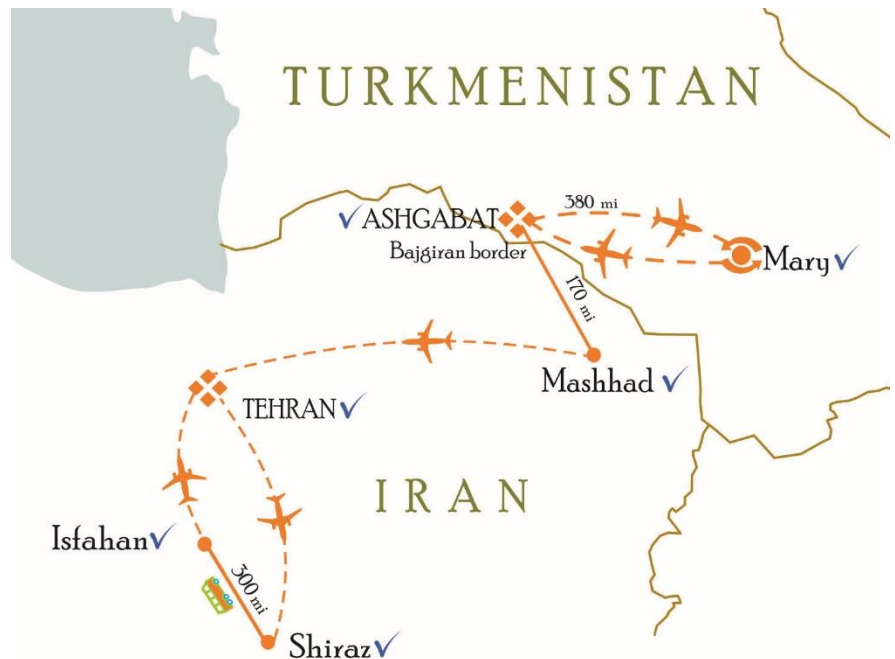 TURKMENISTAN
380 mi
ASHGABAT
Bajgiran border
Mary
170 mi
Mashhad
TEHRAN
IRAN
Isfahan
300 mi
Shiraz